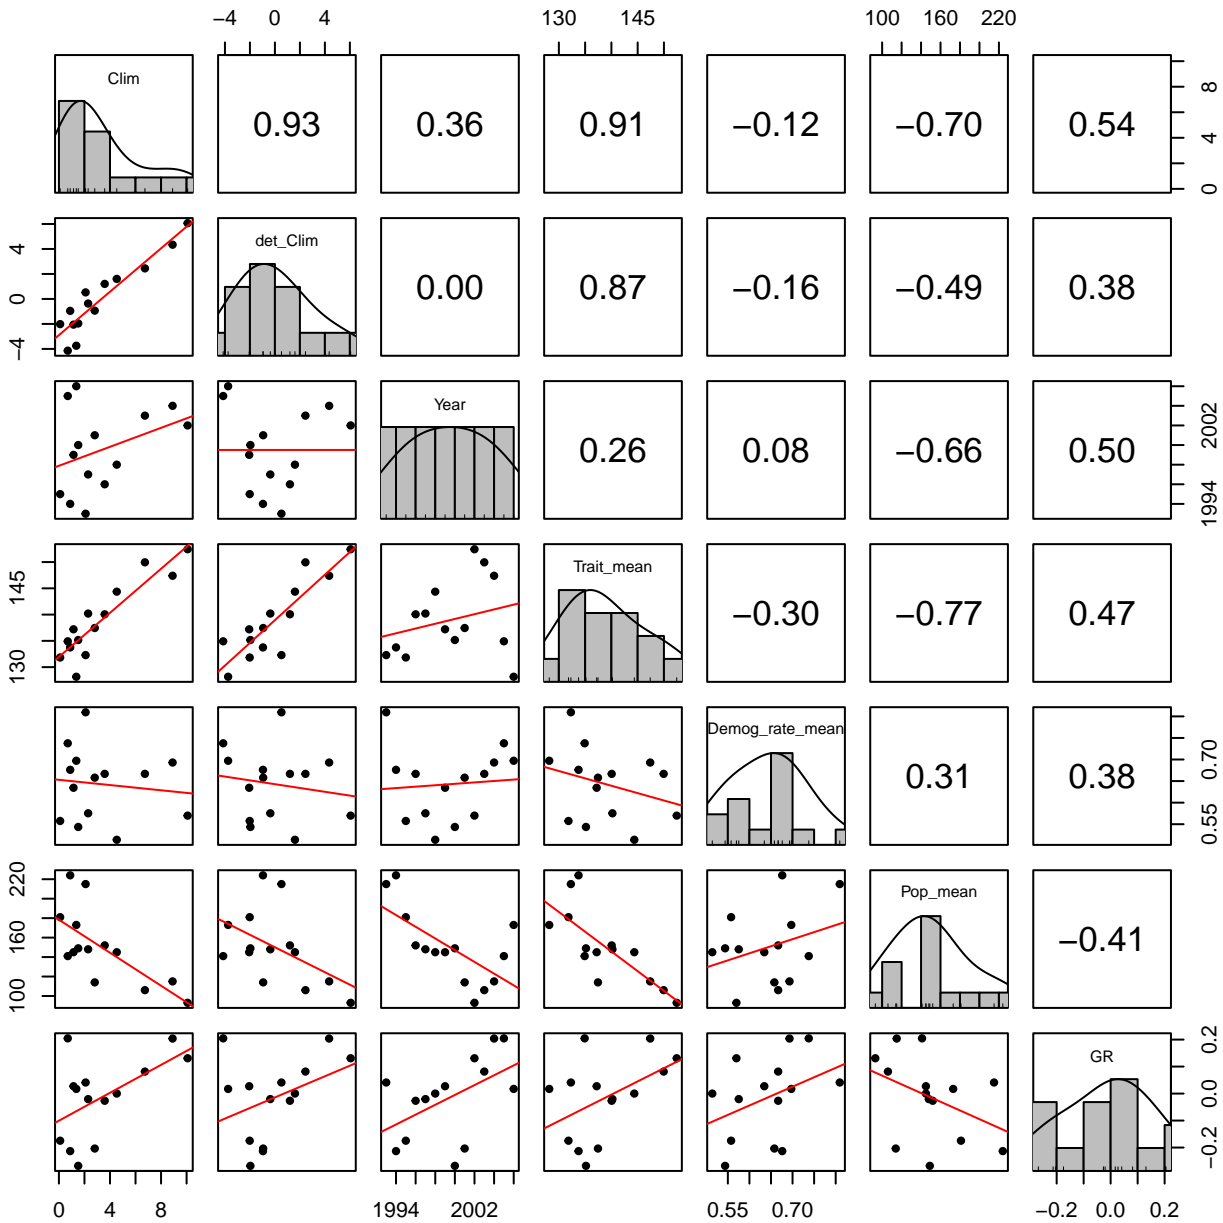 −4 0 4 130 145 100 160 220
Clim
0.93 0.36 0.91 −0.12 −0.70 0.54
0 4 8
det_Clim
0.00 0.87 −0.16 −0.49 0.38
−4 0 4
Year
0.26 0.08 −0.66 0.50
1994 2002
Trait_mean
−0.30 −0.77 0.47
130 145
Demog_rate_mean
0.31 0.38
0.55 0.70
Pop_mean
−0.41
100 160 220
GR
−0.2 0.0 0.2
0 4 8 1994 2002 0.55 0.70 −0.2 0.0 0.2